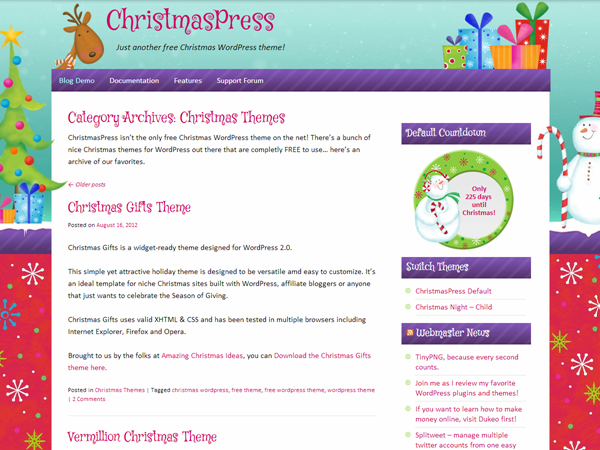 ChristmasPress
Just another free Christmas WordPress theme!
Blog Demo Documentation Features Support Forum
Category Archives: Christmas Themes
ChristmasPress isn't the only free Christmas WordPress theme on the net! There's a bunch of
nice Christmas themes for WordPress out there that are completly FREE to use... here's an
archive of our favorites.
← Older posts
Christmas Gifts Theme
Posted on August 16, 2012
Christmas Gifts is a widget-ready theme designed for WordPress 2.0.
This simple yet attractive holiday theme is designed to be versatile amd easy to customize. It's
an ideal template for niche Christmas sites built with WordPress, affiliate bloggers or anyone
that just wants to celebrate the Season of Giving.
Christmas Gifts uses valid XHTML & CSS and has been tested in multiple browsers including
Internet Explorer, Firefox and Opera.
Brought to us by the folks at Amazing Christmas Ideas, you can Download the Christmas Gifts
theme here.
Posted in Christmas Themes | Tagged christmas wordpress, free theme, free wordpress theme, wordpress theme
| 2 Comments
Vermillion Christmas Theme
Default Countdown
Only
225 days
until
Christmas!
Switch Themes
ChristmasPress Default
Christmas Night – Child
Webmaster News
TinyPNG, because every second
counts.
Join me as I review my favorite
WordPress plugins and themes!
If you want to learn how to make
money online, visit Dukeo first!
Splitweet – manage multiple
twitter accounts from one easy